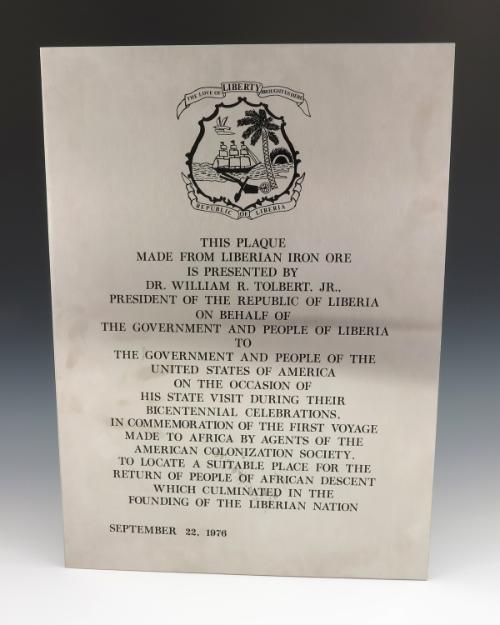 THE LOVE OF LIBERTY BROUGHT US HERE
REPUBLIC OF LIBERIA
THIS PLAQUE
MADE FROM LIBERIAN IRON ORE
IS PRESENTED BY
DR. WILLIAM R. TOLBERT, JR.,
PRESIDENT OF THE REPUBLIC OF LIBERIA
ON BEHALF OF
THE GOVERNMENT AND PEOPLE OF LIBERIA
TO
THE GOVERNMENT AND PEOPLE OF THE
UNITED STATES OF AMERICA
ON THE OCCASION OF
HIS STATE VISIT DURING THEIR
BICENTENNIAL CELEBRATIONS,
IN COMMEMORATION OF THE FIRST VOYAGE
MADE TO AFRICA BY AGENTS OF THE
AMERICAN COLONIZATION SOCIETY,
TO LOCATE A SUITABLE PLACE FOR THE
RETURN OF PEOPLE OF AFRICAN DESCENT
WHICH CULMINATED IN THE
FOUNDING OF THE LIBERIAN NATION
SEPTEMBER 22, 1976